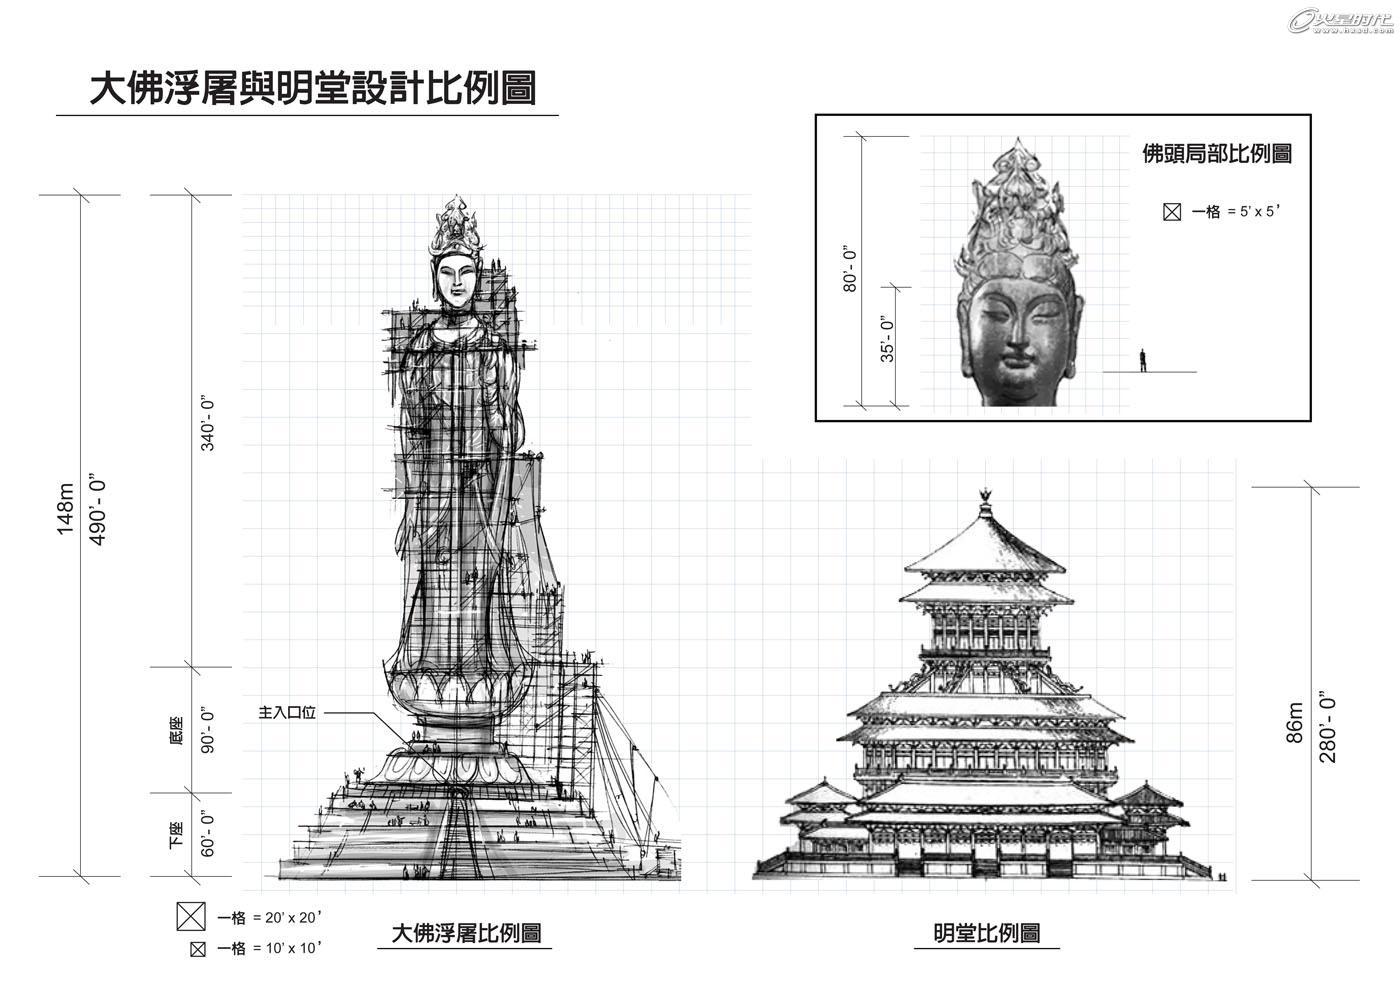 火星时代
www.hxsd.com
大佛浮屠與明堂設計比例圖
佛頭局部比例圖
一格 = 5' x 5'
80'- 0"
35'- 0"
148m
490'- 0"
340'- 0"
底座
90'- 0"
下座
60'- 0"
主入口位
86m
280'- 0"
一格 = 20' x 20'
一格 = 10' x 10'
大佛浮屠比例圖
明堂比例圖